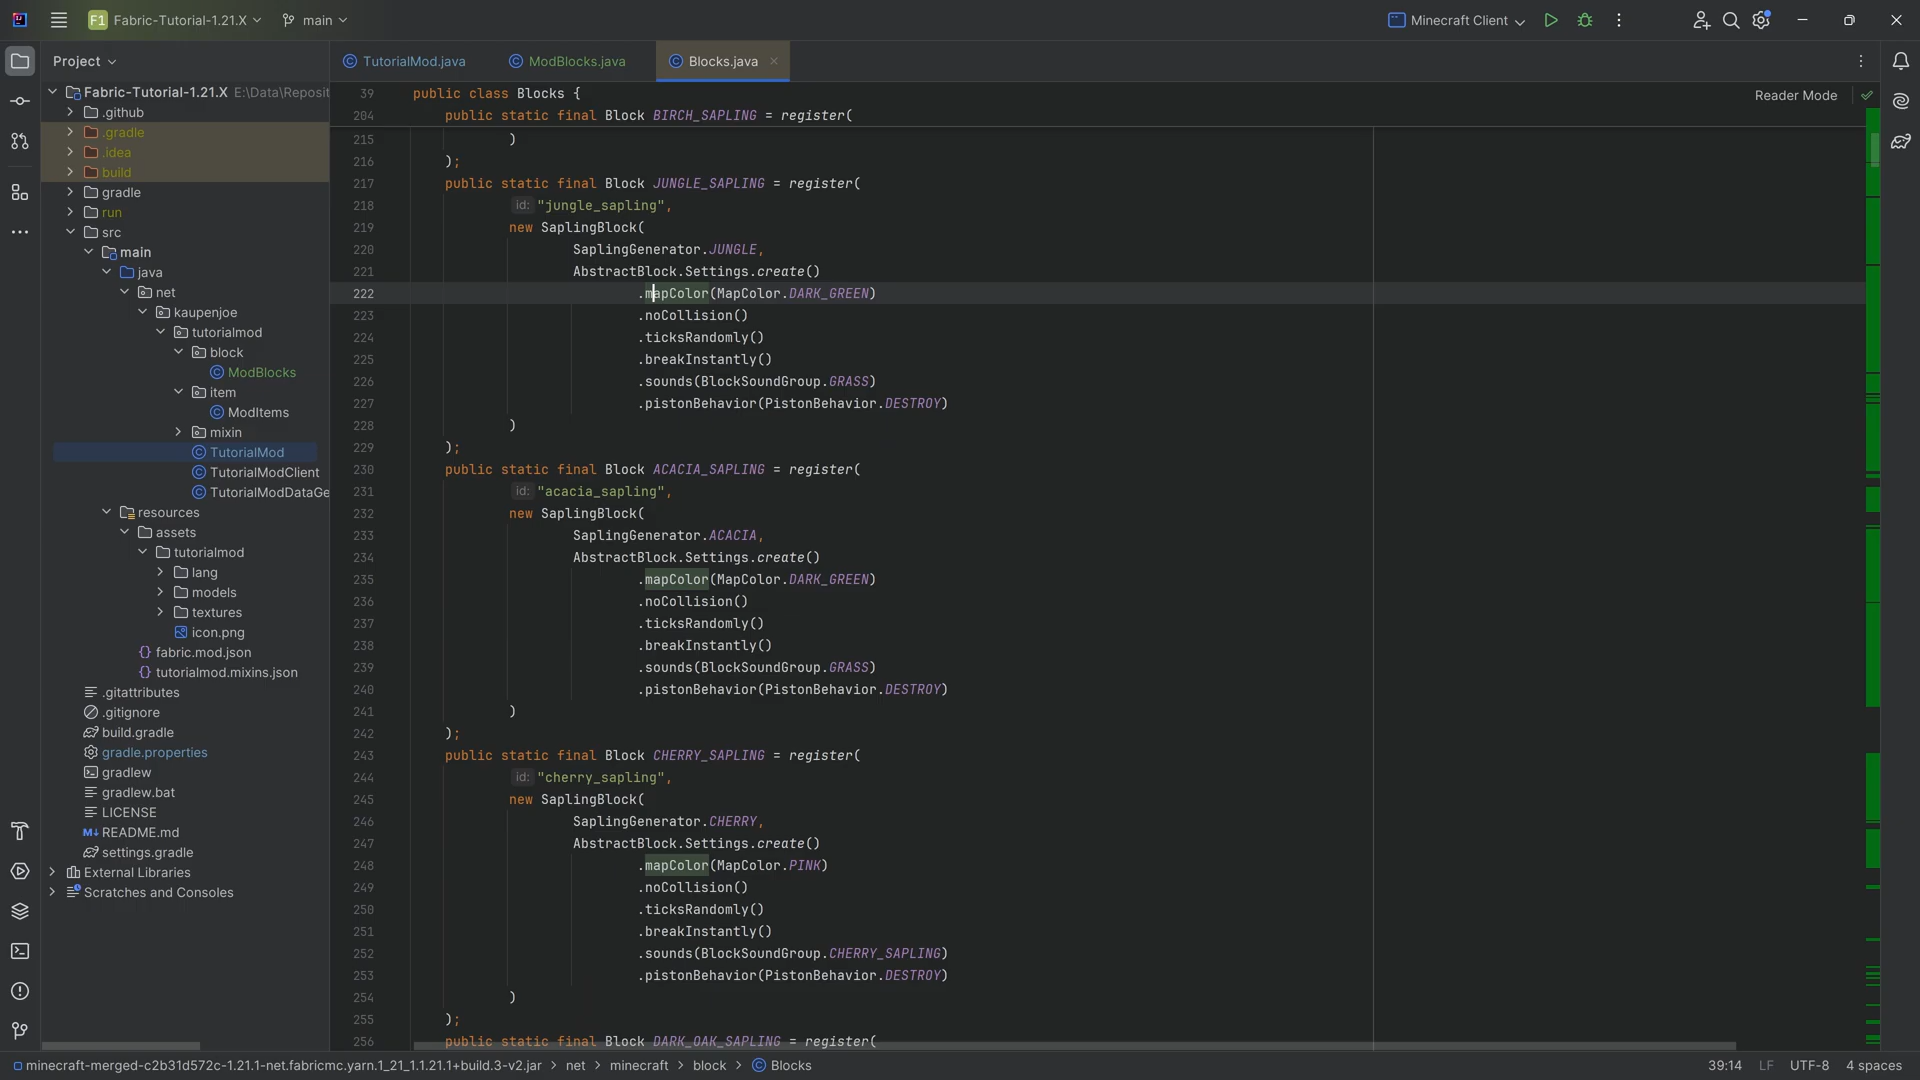 F1 Fabric-Tutorial-1.21.X main Minecraft Client
Project
TutorialMod.java ModBlocks.java Blocks.java
Fabric-Tutorial-1.21.X E:\Data\Reposit
.github
.gradle
.idea
build
gradle
run
src
main
java
net
kaupenjoe
tutorialmod
block
ModBlocks
item
ModItems
mixin
TutorialMod
TutorialModClient
TutorialModDataGe
resources
assets
tutorialmod
lang
models
textures
icon.png
fabric.mod.json
tutorialmod.mixins.json
.gitattributes
.gitignore
build.gradle
gradle.properties
gradlew
gradlew.bat
LICENSE
README.md
settings.gradle
External Libraries
Scratches and Consoles
Reader Mode
39 public class Blocks {
204 public static final Block BIRCH_SAPLING = register(
215 )
216 );
217 public static final Block JUNGLE_SAPLING = register(
218 id: "jungle_sapling",
219 new SaplingBlock(
220 SaplingGenerator.JUNGLE,
221 AbstractBlock.Settings.create()
222 .mapColor(MapColor.DARK_GREEN)
223 .noCollision()
224 .ticksRandomly()
225 .breakInstantly()
226 .sounds(BlockSoundGroup.GRASS)
227 .pistonBehavior(PistonBehavior.DESTROY)
228 )
229 );
230 public static final Block ACACIA_SAPLING = register(
231 id: "acacia_sapling",
232 new SaplingBlock(
233 SaplingGenerator.ACACIA,
234 AbstractBlock.Settings.create()
235 .mapColor(MapColor.DARK_GREEN)
236 .noCollision()
237 .ticksRandomly()
238 .breakInstantly()
239 .sounds(BlockSoundGroup.GRASS)
240 .pistonBehavior(PistonBehavior.DESTROY)
241 )
242 );
243 public static final Block CHERRY_SAPLING = register(
244 id: "cherry_sapling",
245 new SaplingBlock(
246 SaplingGenerator.CHERRY,
247 AbstractBlock.Settings.create()
248 .mapColor(MapColor.PINK)
249 .noCollision()
250 .ticksRandomly()
251 .breakInstantly()
252 .sounds(BlockSoundGroup.CHERRY_SAPLING)
253 .pistonBehavior(PistonBehavior.DESTROY)
254 )
255 );
256 public static final Block DARK_OAK_SAPLING = register(
minecraft-merged-c2b31d572c-1.21.1-net.fabricmc.yarn.1_21_1.1.21.1+build.3-v2.jar > net > minecraft > block > Blocks 39:14 LF UTF-8 4 spaces